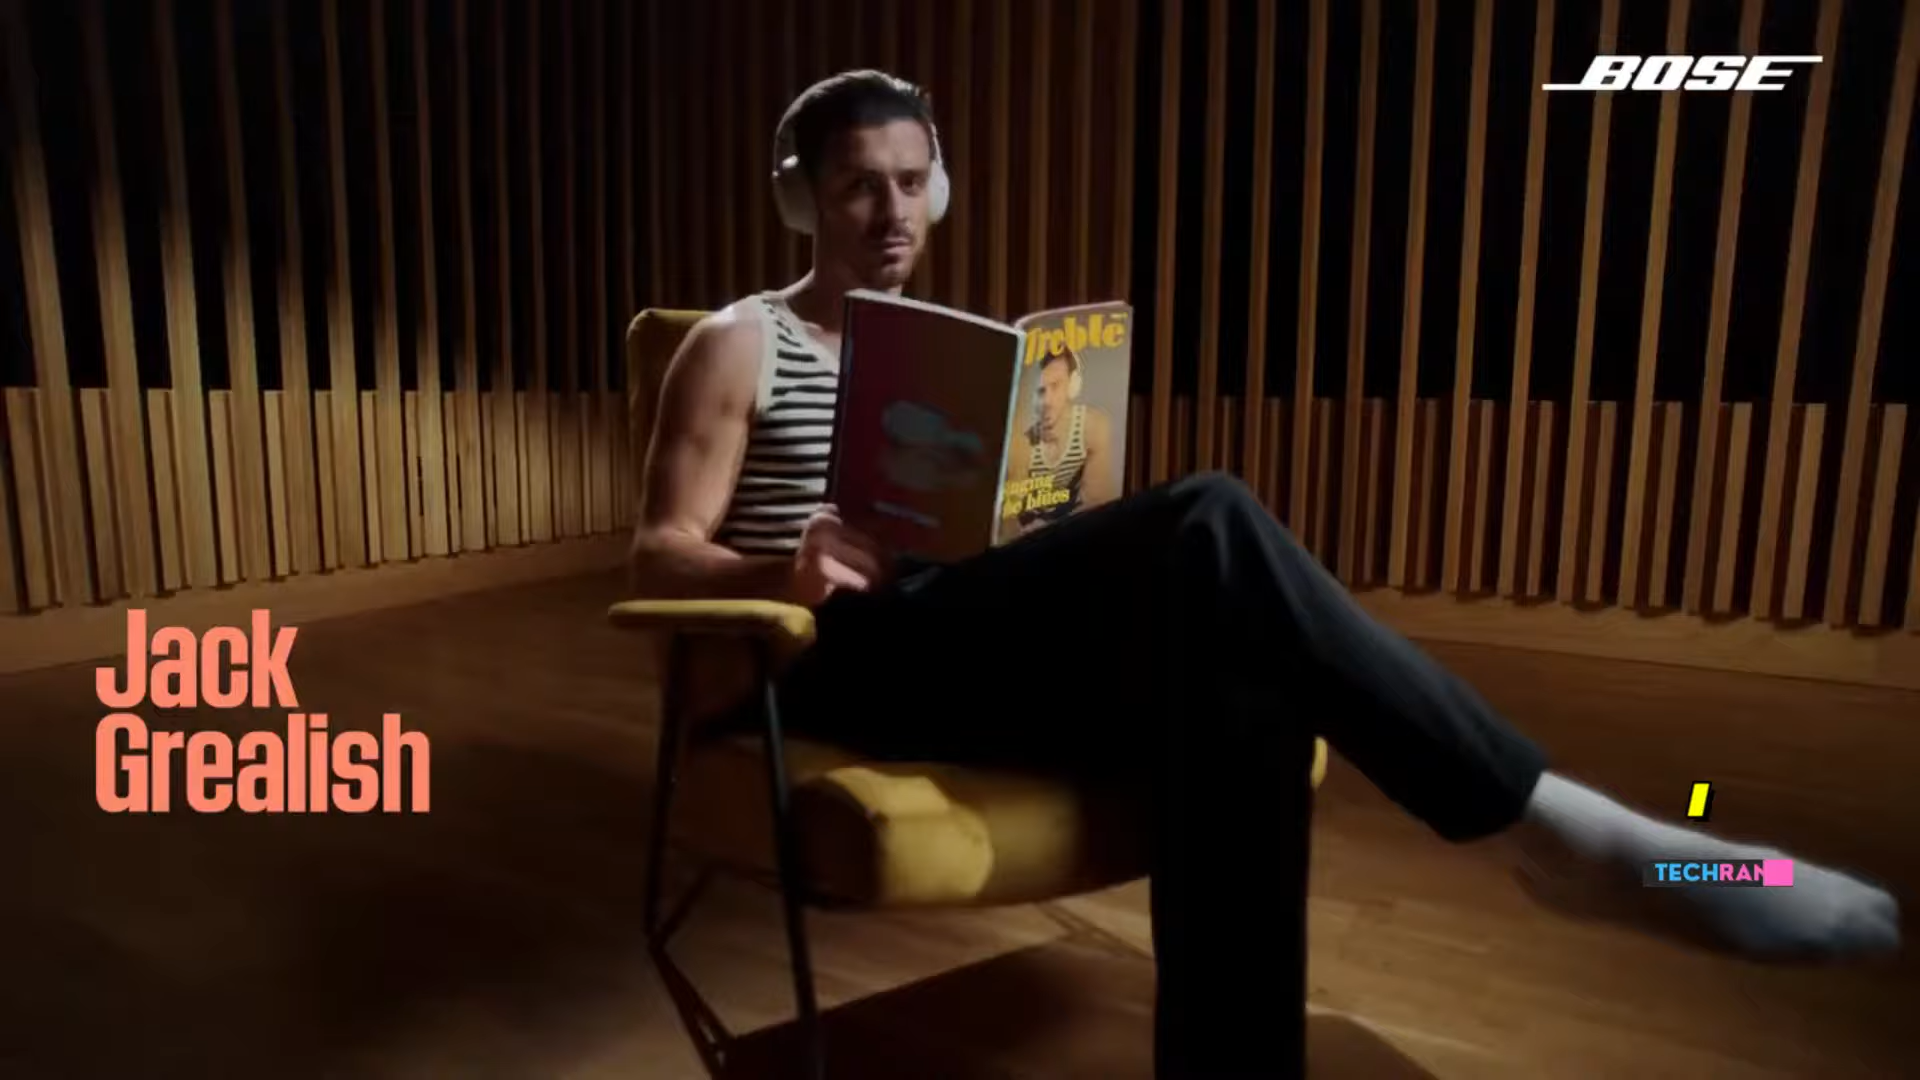 BOSE
Treble
the blues
Jack
Grealish
TECHRAN